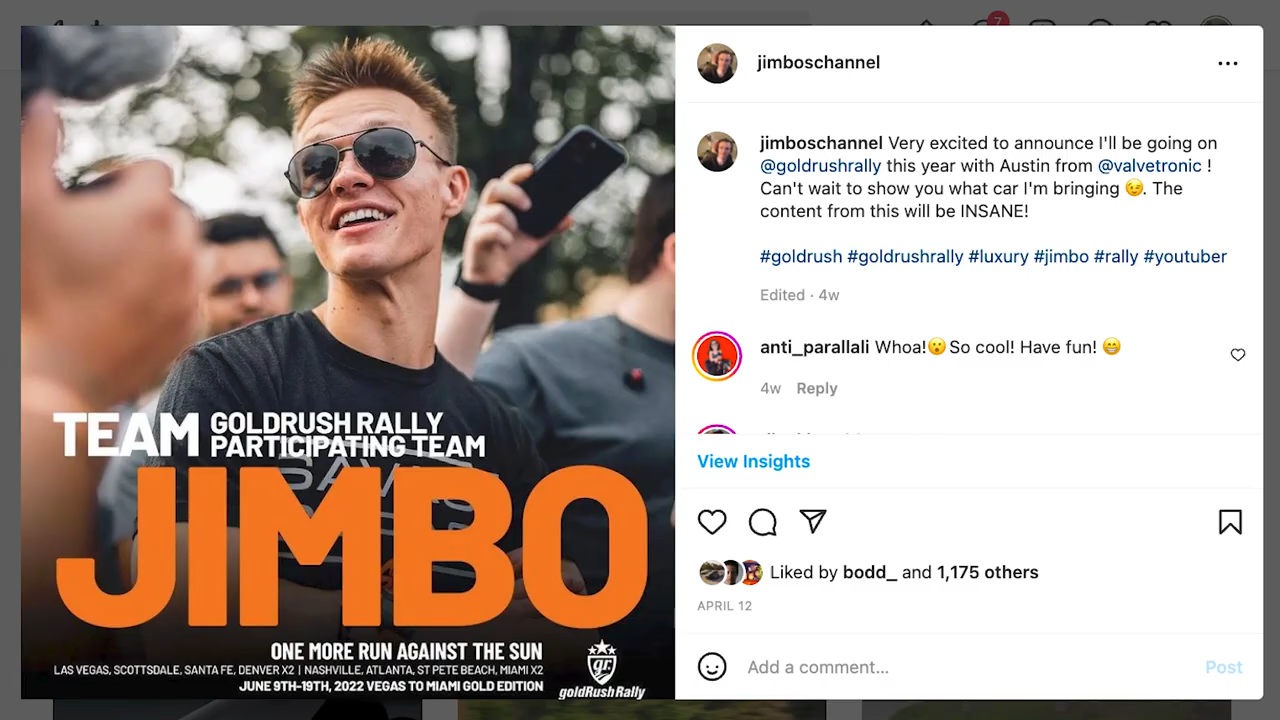 7
jimboschannel
jimboschannel Very excited to announce I'll be going on
@goldrushrally this year with Austin from @valvetronic !
Can't wait to show you what car I'm bringing 😉. The
content from this will be INSANE!
#goldrush #goldrushrally #luxury #jimbo #rally #youtuber
Edited · 4w
anti_parallali Whoa!😮So cool! Have fun! 😁
4w Reply
View Insights
Liked by bodd_ and 1,175 others
APRIL 12
Add a comment...
Post
TEAM GOLDRUSH RALLY
PARTICIPATING TEAM
JIMBO
ONE MORE RUN AGAINST THE SUN
LAS VEGAS, SCOTTSDALE, SANTA FE, DENVER X2 | NASHVILLE, ATLANTA, ST PETE BEACH, MIAMI X2
JUNE 9TH-19TH, 2022 VEGAS TO MIAMI GOLD EDITION
gr
goldRushRally